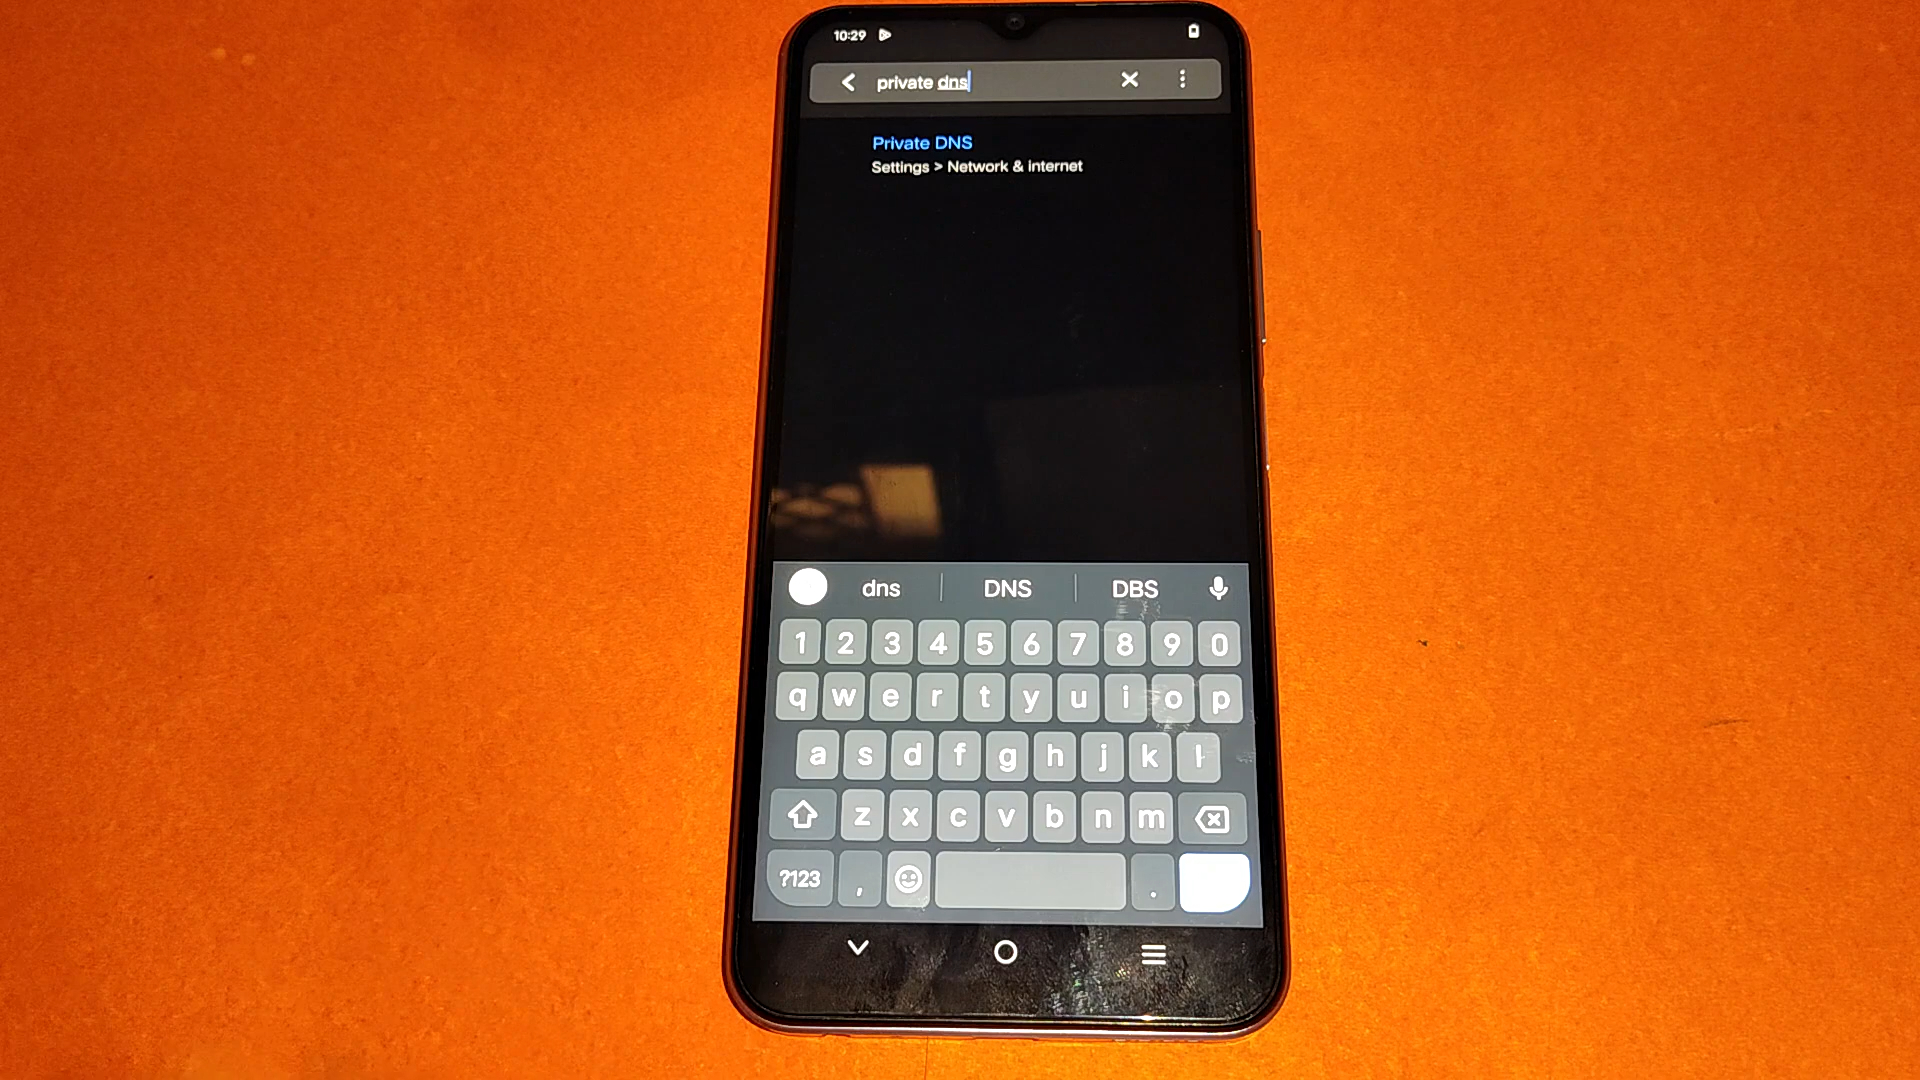 10:29
private dns
Private DNS
Settings > Network & internet
dns DNS DBS
1 2 3 4 5 6 7 8 9 0
q w e r t y u i o p
a s d f g h j k l
z x c v b n m
?123 , .